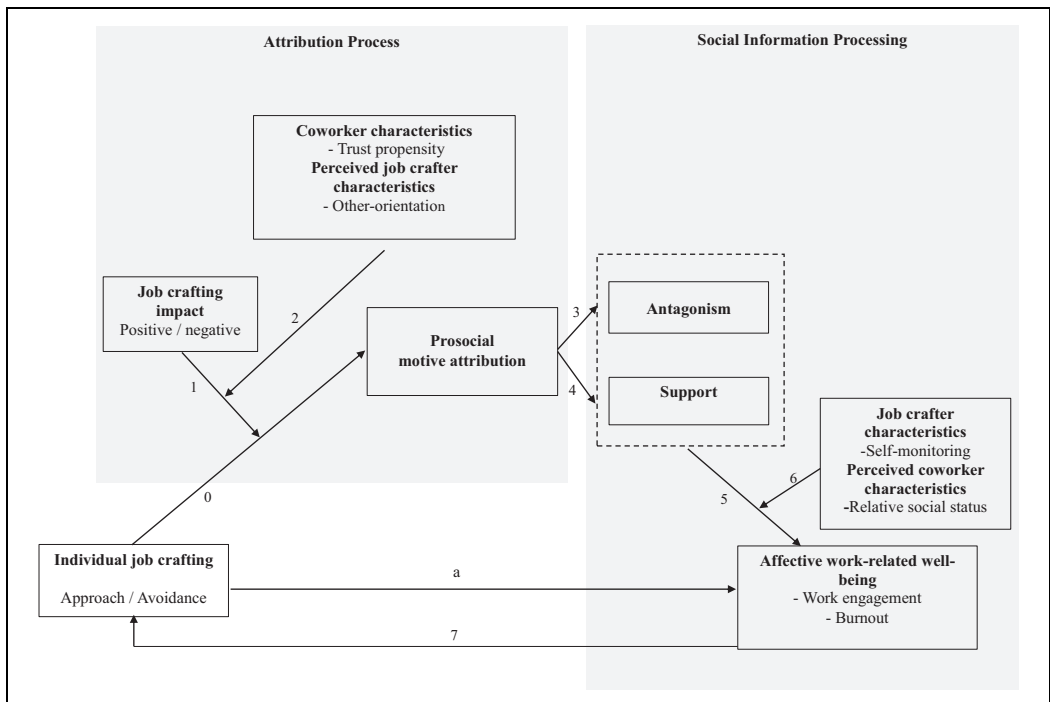 Attribution Process
Social Information Processing
Coworker characteristics
- Trust propensity
Perceived job crafter
characteristics
- Other-orientation
Job crafting
impact
Positive / negative
2
1
Prosocial
motive attribution
3
4
Antagonism
Support
Job crafter
characteristics
-Self-monitoring
Perceived coworker
characteristics
-Relative social status
6
5
0
Individual job crafting
Approach / Avoidance
a
Affective work-related well-
being
- Work engagement
- Burnout
7